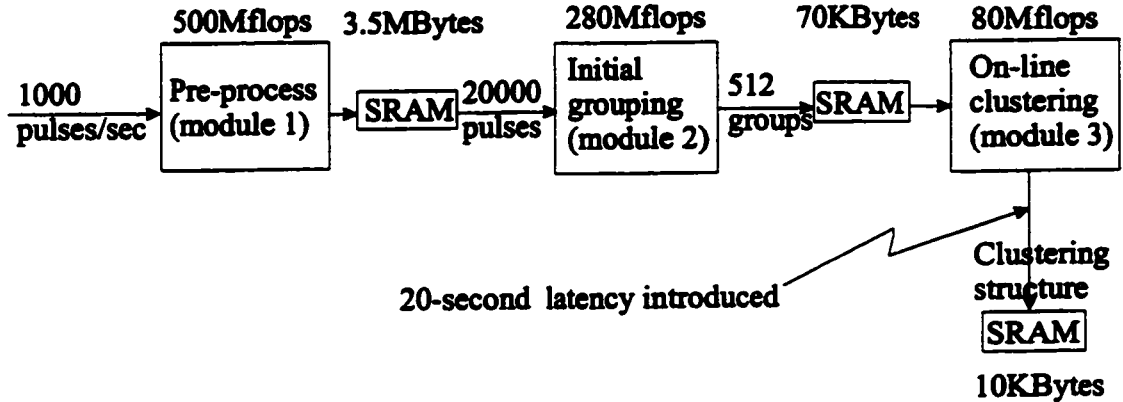 500Mflops
3.5MBytes
280Mflops
70KBytes
80Mflops
1000
pulses/sec
Pre-process
(module 1)
SRAM
20000
pulses
Initial
grouping
(module 2)
512
groups
SRAM
On-line
clustering
(module 3)
20-second latency introduced
Clustering
structure
SRAM
10KBytes